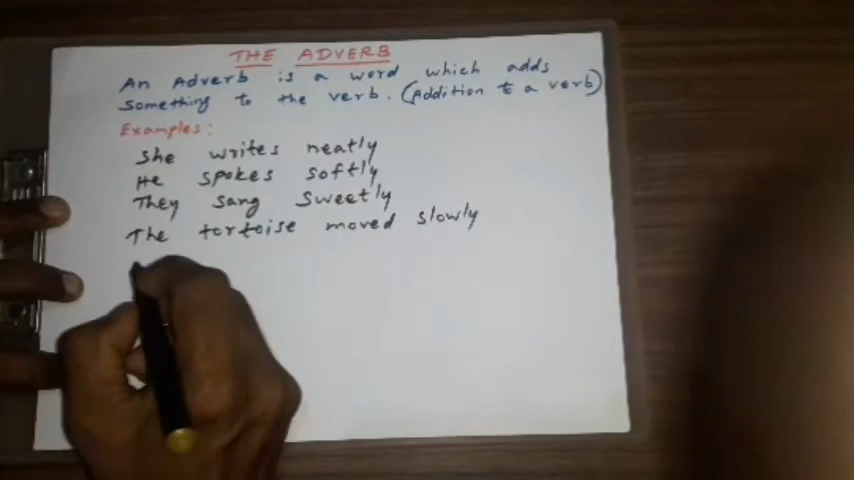 THE ADVERB
An Adverb is a word which adds
something to the verb. (Addition to a verb)
Examples:
She writes neatly
He spokes softly
They sang sweetly
The tortoise moved slowly